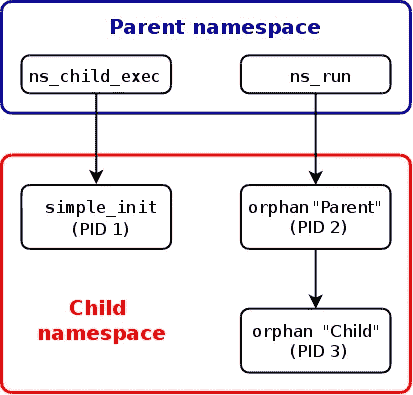 Parent namespace
ns_child_exec
ns_run
simple_init
(PID 1)
orphan "Parent"
(PID 2)
Child
namespace
orphan "Child"
(PID 3)